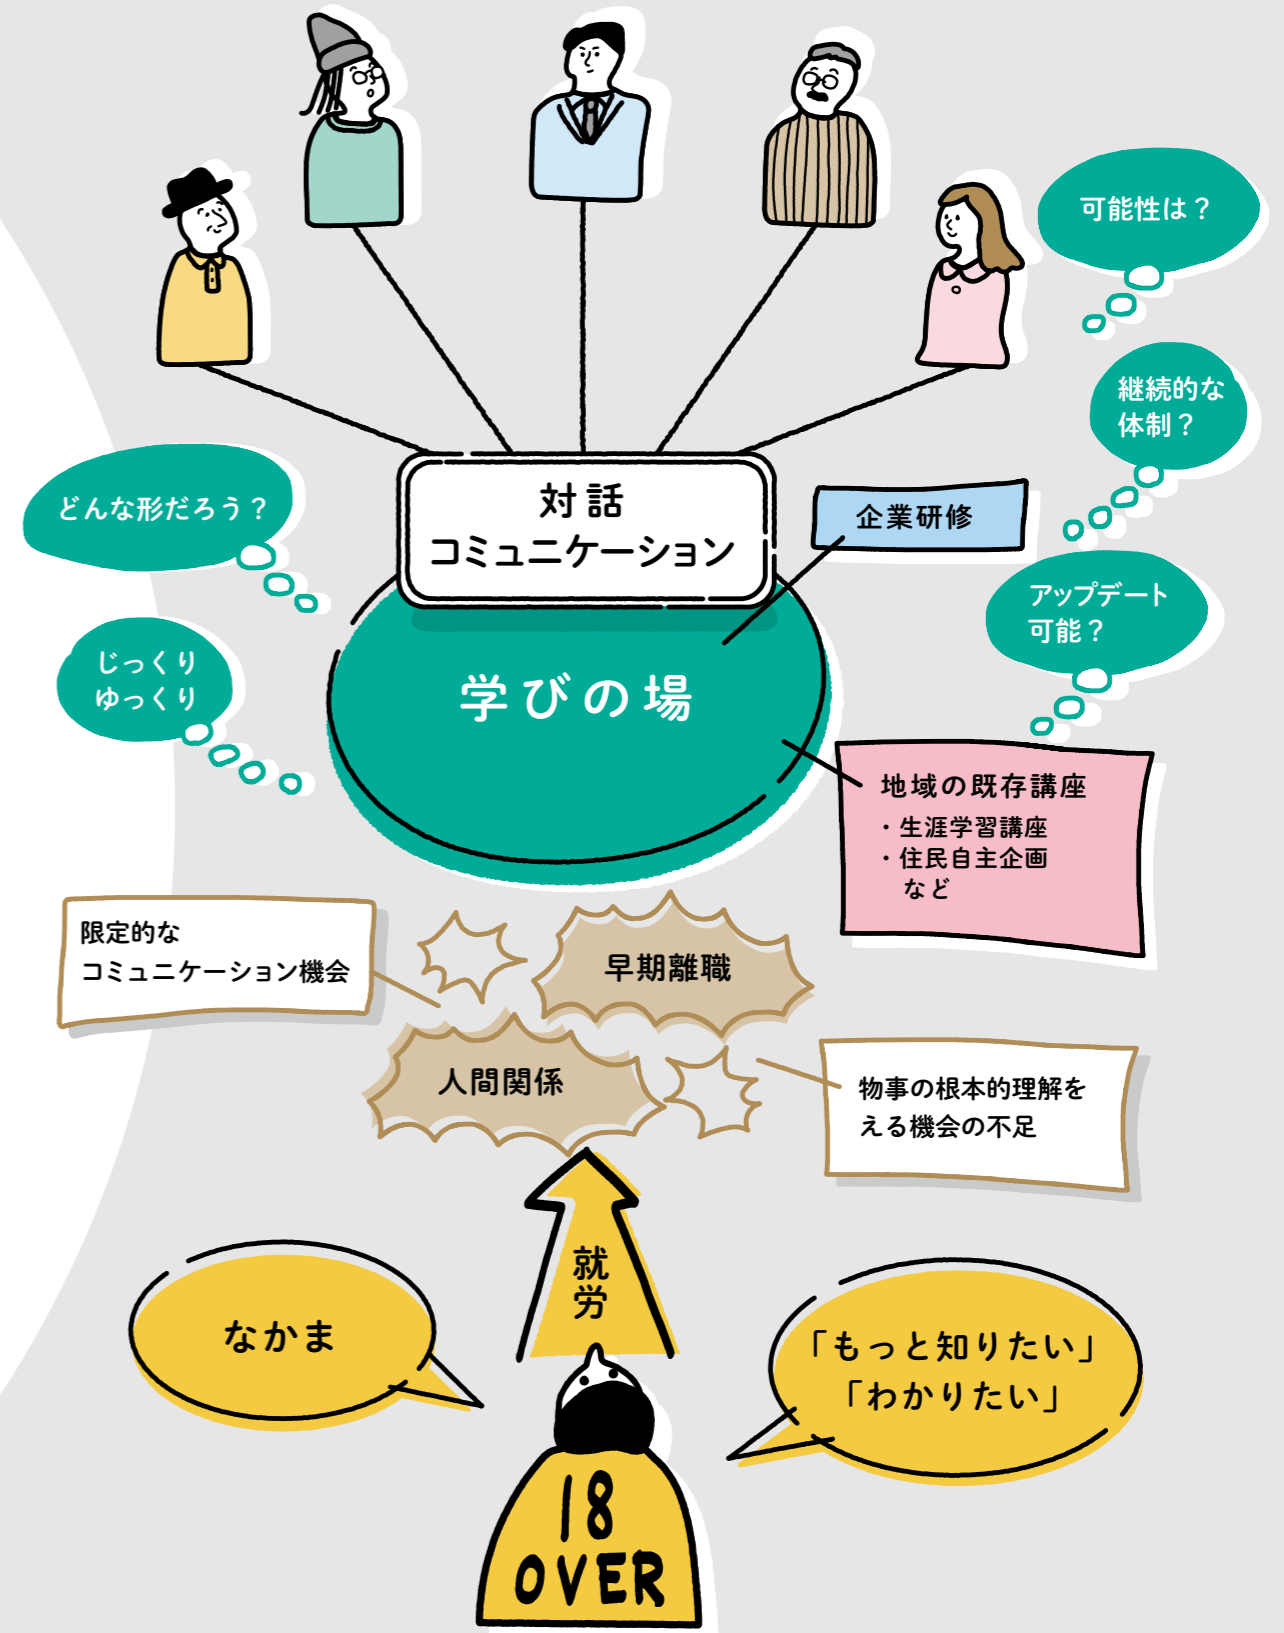 可能性は？
継続的な
体制？
どんな形だろう？
対話
コミュニケーション
企業研修
アップデート
可能？
じっくり
ゆっくり
学びの場
地域の既存講座
・生涯学習講座
・住民自主企画
など
限定的な
コミュニケーション機会
早期離職
人間関係
物事の根本的理解を
える機会の不足
就労
なかま
「もっと知りたい」
「わかりたい」
18
OVER